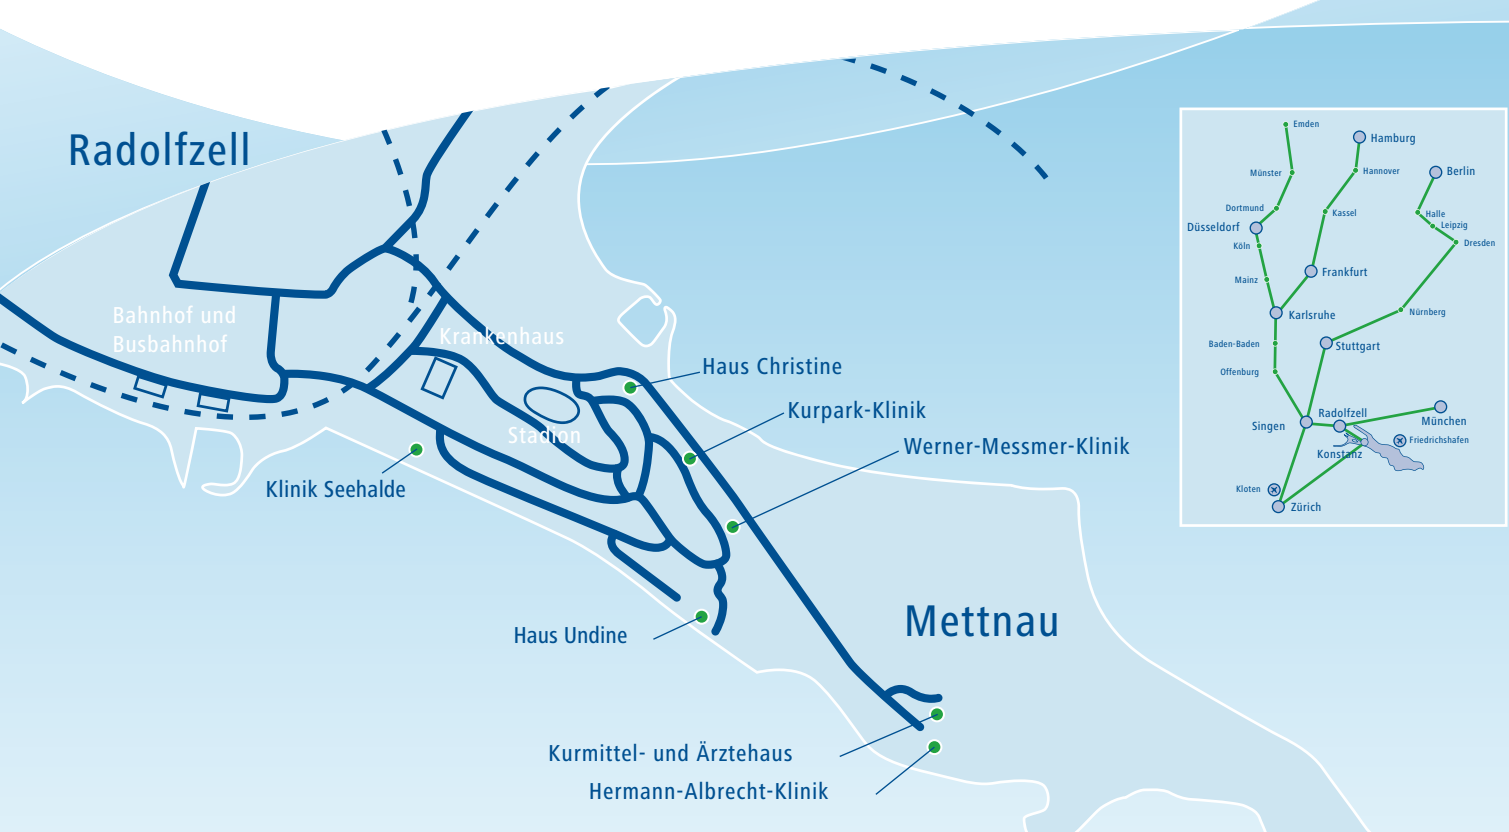 Radolfzell
Bahnhof und
Busbahnhof
Krankenhaus
Stadion
Haus Christine
Kurpark-Klinik
Werner-Messmer-Klinik
Klinik Seehalde
Haus Undine
Mettnau
Kurmittel- und Ärztehaus
Hermann-Albrecht-Klinik
Emden
Hamburg
Münster
Hannover
Berlin
Dortmund
Kassel
Halle
Leipzig
Düsseldorf
Köln
Dresden
Mainz
Frankfurt
Karlsruhe
Nürnberg
Baden-Baden
Stuttgart
Offenburg
Radolfzell
München
Singen
Friedrichshafen
Konstanz
Kloten
Zürich